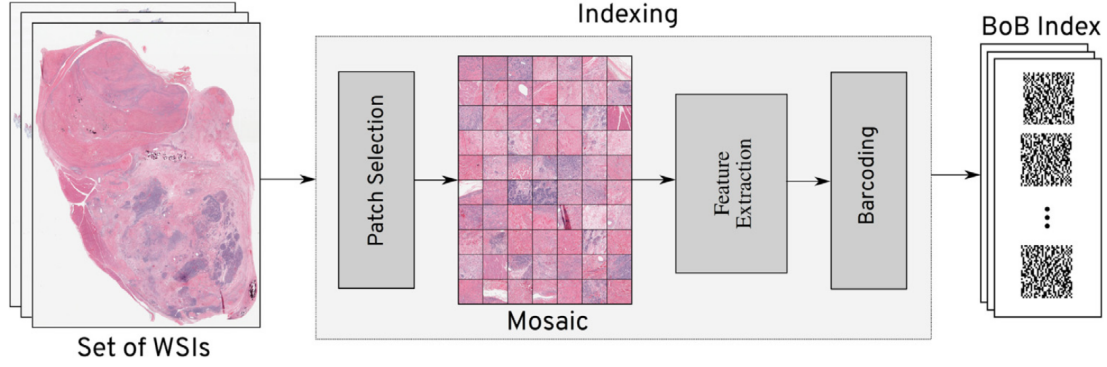 Indexing
BoB Index
Patch Selection
Feature
Extraction
Barcoding
Mosaic
Set of WSIs